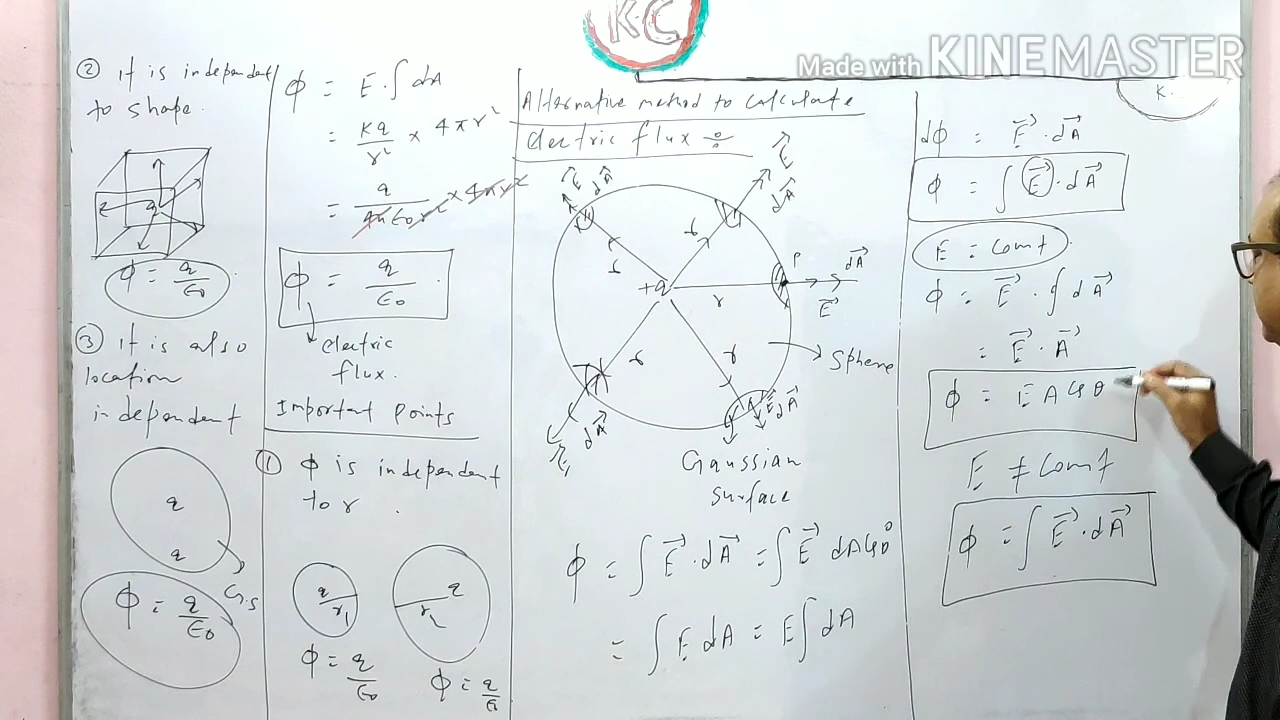 K.C
Made with KINEMASTER
K.
② It is independent
to shape.
q
φ = q/ε₀
③ It is also
location
independent
q
q
G.S
φ = q/ε₀
φ = E · ∫ dA
= Kq/r² × 4πr²
= q/4πε₀r² × 4πr²
φ = q/ε₀ .
electric
flux.
Important Points
① φ is independent
to r .
q r₁
q r₂
φ = q/ε₀
φ = q/ε₀
Alternative method to calculate
electric flux ÷
E⃗ dA⃗
E⃗
dA⃗
r
r
P
dA⃗
+q r
E⃗
r
r
Sphere
E⃗ dA⃗
dA⃗
E⃗
Gaussian
Surface
φ = ∫ E⃗ · dA⃗ = ∫ E⃗ dA cos 0°
= ∫ E dA = E ∫ dA
dφ = E⃗ · dA⃗
φ = ∫ E⃗ · dA⃗
E = Const.
φ = E⃗ · ∮ dA⃗
= E⃗ · A⃗
φ = E A cos θ
E ≠ Const
φ = ∫ E⃗ · dA⃗